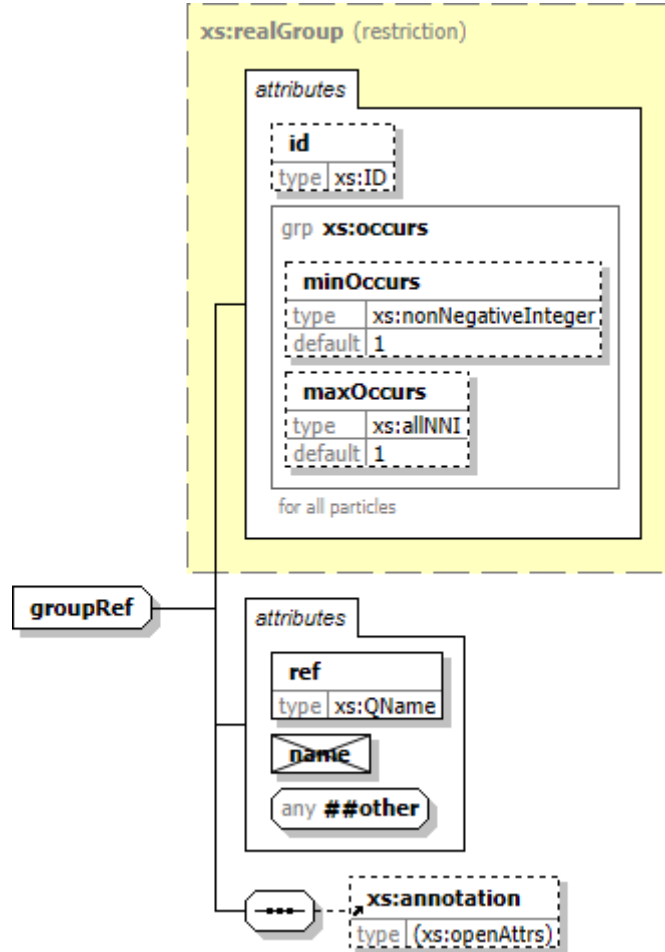 xs:realGroup (restriction)
attributes
id
type xs:ID
grp xs:occurs
minOccurs
type xs:nonNegativeInteger
default 1
maxOccurs
type xs:allNNI
default 1
for all particles
groupRef
attributes
ref
type xs:QName
name
any ##other
xs:annotation
type (xs:openAttrs)